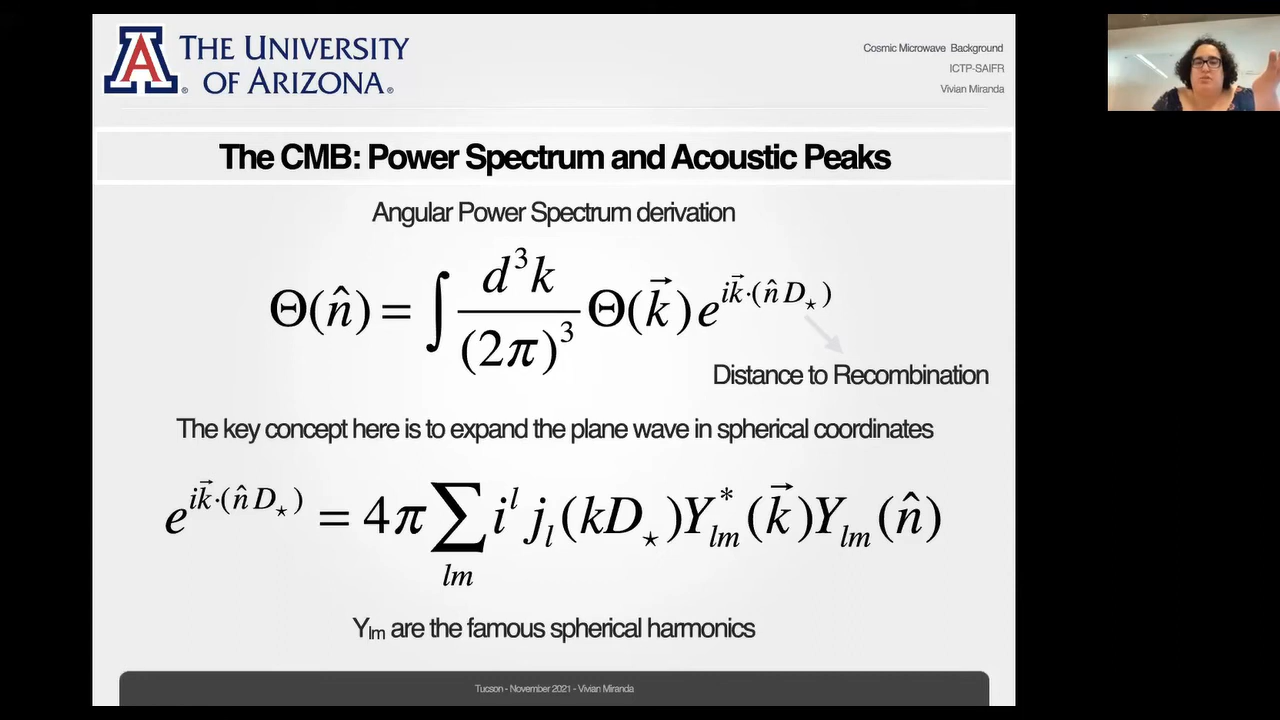 THE UNIVERSITY
OF ARIZONA®
Cosmic Microwave Background
ICTP-SAIFR
Vivian Miranda
The CMB: Power Spectrum and Acoustic Peaks
Angular Power Spectrum derivation
Θ(n̂) = ∫ d³k/(2π)³ Θ(k⃗) e^{ik⃗·(n̂D⋆)}
Distance to Recombination
The key concept here is to expand the plane wave in spherical coordinates
e^{ik⃗·(n̂D⋆)} = 4π ∑_{lm} i^l j_l(kD⋆)Y*_{lm}(k⃗)Y_{lm}(n̂)
Y_{lm} are the famous spherical harmonics
Tucson - November 2021 - Vivian Miranda